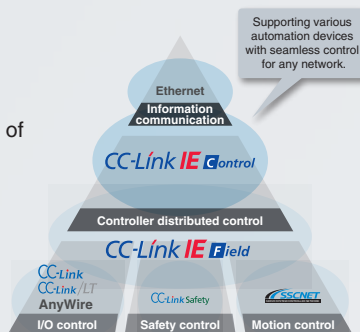 Supporting various
automation devices
with seamless control
for any network.
Ethernet
Information
communication
of
CC-Link IE Control
Controller distributed control
CC-Link IE Field
CC-Link
CC-Link/LT
AnyWire
CC-Link Safety
SSCNET
I/O control
Safety control
Motion control